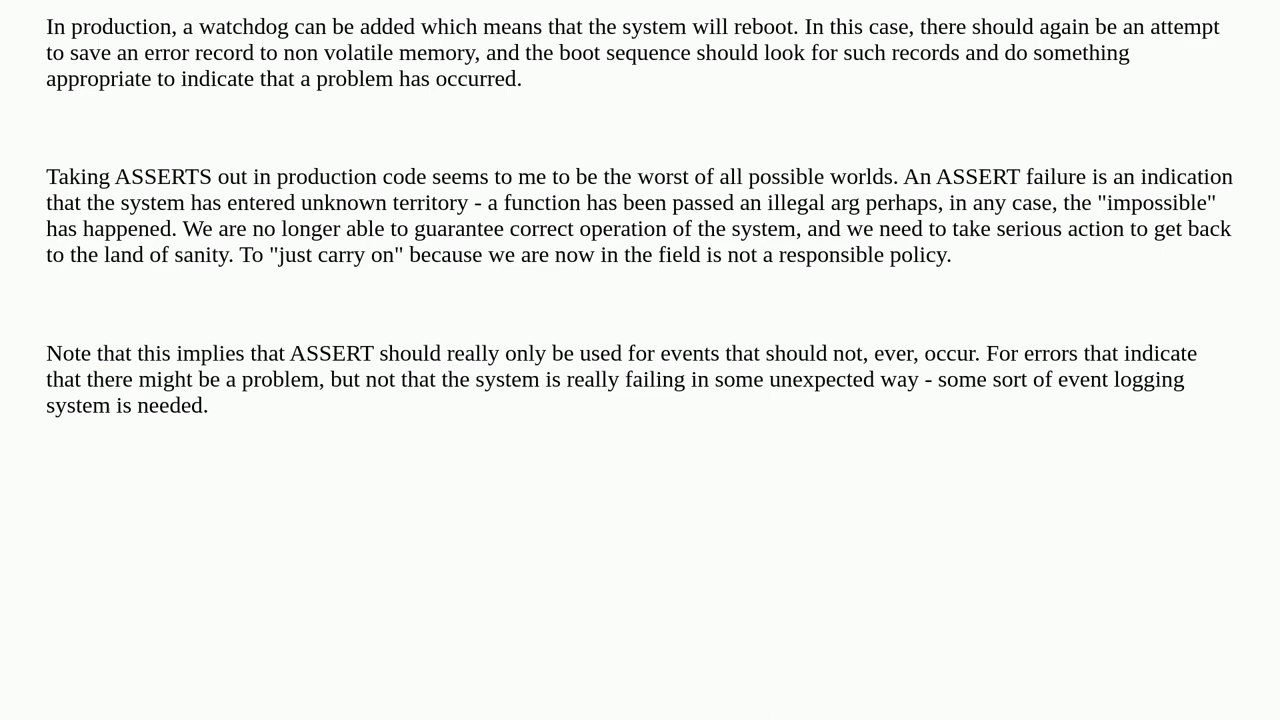 In production, a watchdog can be added which means that the system will reboot. In this case, there should again be an attempt
to save an error record to non volatile memory, and the boot sequence should look for such records and do something
appropriate to indicate that a problem has occurred.
Taking ASSERTS out in production code seems to me to be the worst of all possible worlds. An ASSERT failure is an indication
that the system has entered unknown territory - a function has been passed an illegal arg perhaps, in any case, the "impossible"
has happened. We are no longer able to guarantee correct operation of the system, and we need to take serious action to get back
to the land of sanity. To "just carry on" because we are now in the field is not a responsible policy.
Note that this implies that ASSERT should really only be used for events that should not, ever, occur. For errors that indicate
that there might be a problem, but not that the system is really failing in some unexpected way - some sort of event logging
system is needed.